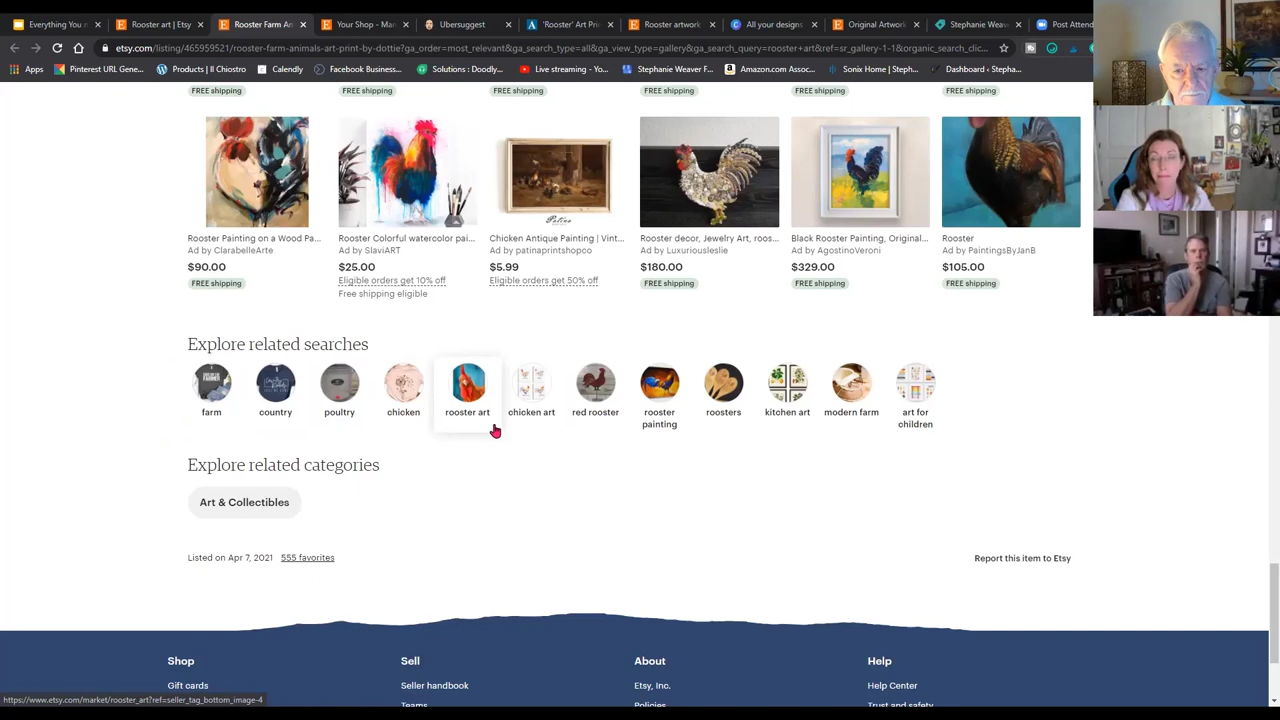 Everything You n
Rooster art | Etsy
Rooster Farm An
Your Shop - Man
Ubersuggest
'Rooster' Art Prin
Rooster artwork
All your designs
Original Artwork
Stephanie Weav
Post Attend
etsy.com/listing/465959521/rooster-farm-animals-art-print-by-dottie?ga_order=most_relevant&ga_search_type=all&ga_view_type=gallery&ga_search_query=rooster+art&ref=sr_gallery-1-1&organic_search_clic...
Apps
Pinterest URL Gene...
Products | Il Chiostro
Calendly
Facebook Business...
Solutions : Doodly...
Live streaming - Yo...
Stephanie Weaver F...
Amazon.com Assoc...
Sonix Home | Steph...
Dashboard ‹ Stepha...
FREE shipping
FREE shipping
FREE shipping
FREE shipping
FREE shipping
FREE shipping
Patina
Rooster Painting on a Wood Pa...
Rooster Colorful watercolor pai...
Chicken Antique Painting | Vint...
Rooster decor, Jewelry Art, roos...
Black Rooster Painting, Original...
Rooster
Ad by ClarabelleArte
Ad by SlaviART
Ad by patinaprintshopco
Ad by Luxuriousleslie
Ad by AgostinoVeroni
Ad by PaintingsByJanB
$90.00
$25.00
$5.99
$180.00
$329.00
$105.00
FREE shipping
Eligible orders get 10% off
Eligible orders get 50% off
FREE shipping
FREE shipping
FREE shipping
Free shipping eligible
Explore related searches
farm
country
poultry
chicken
rooster art
chicken art
red rooster
rooster
painting
roosters
kitchen art
modern farm
art for
children
Explore related categories
Art & Collectibles
Listed on Apr 7, 2021
555 favorites
Report this item to Etsy
Shop
Sell
About
Help
Gift cards
Seller handbook
Etsy, Inc.
Help Center
https://www.etsy.com/market/rooster_art?ref=seller_tag_bottom_image-4
Teams
Policies
Trust and safety